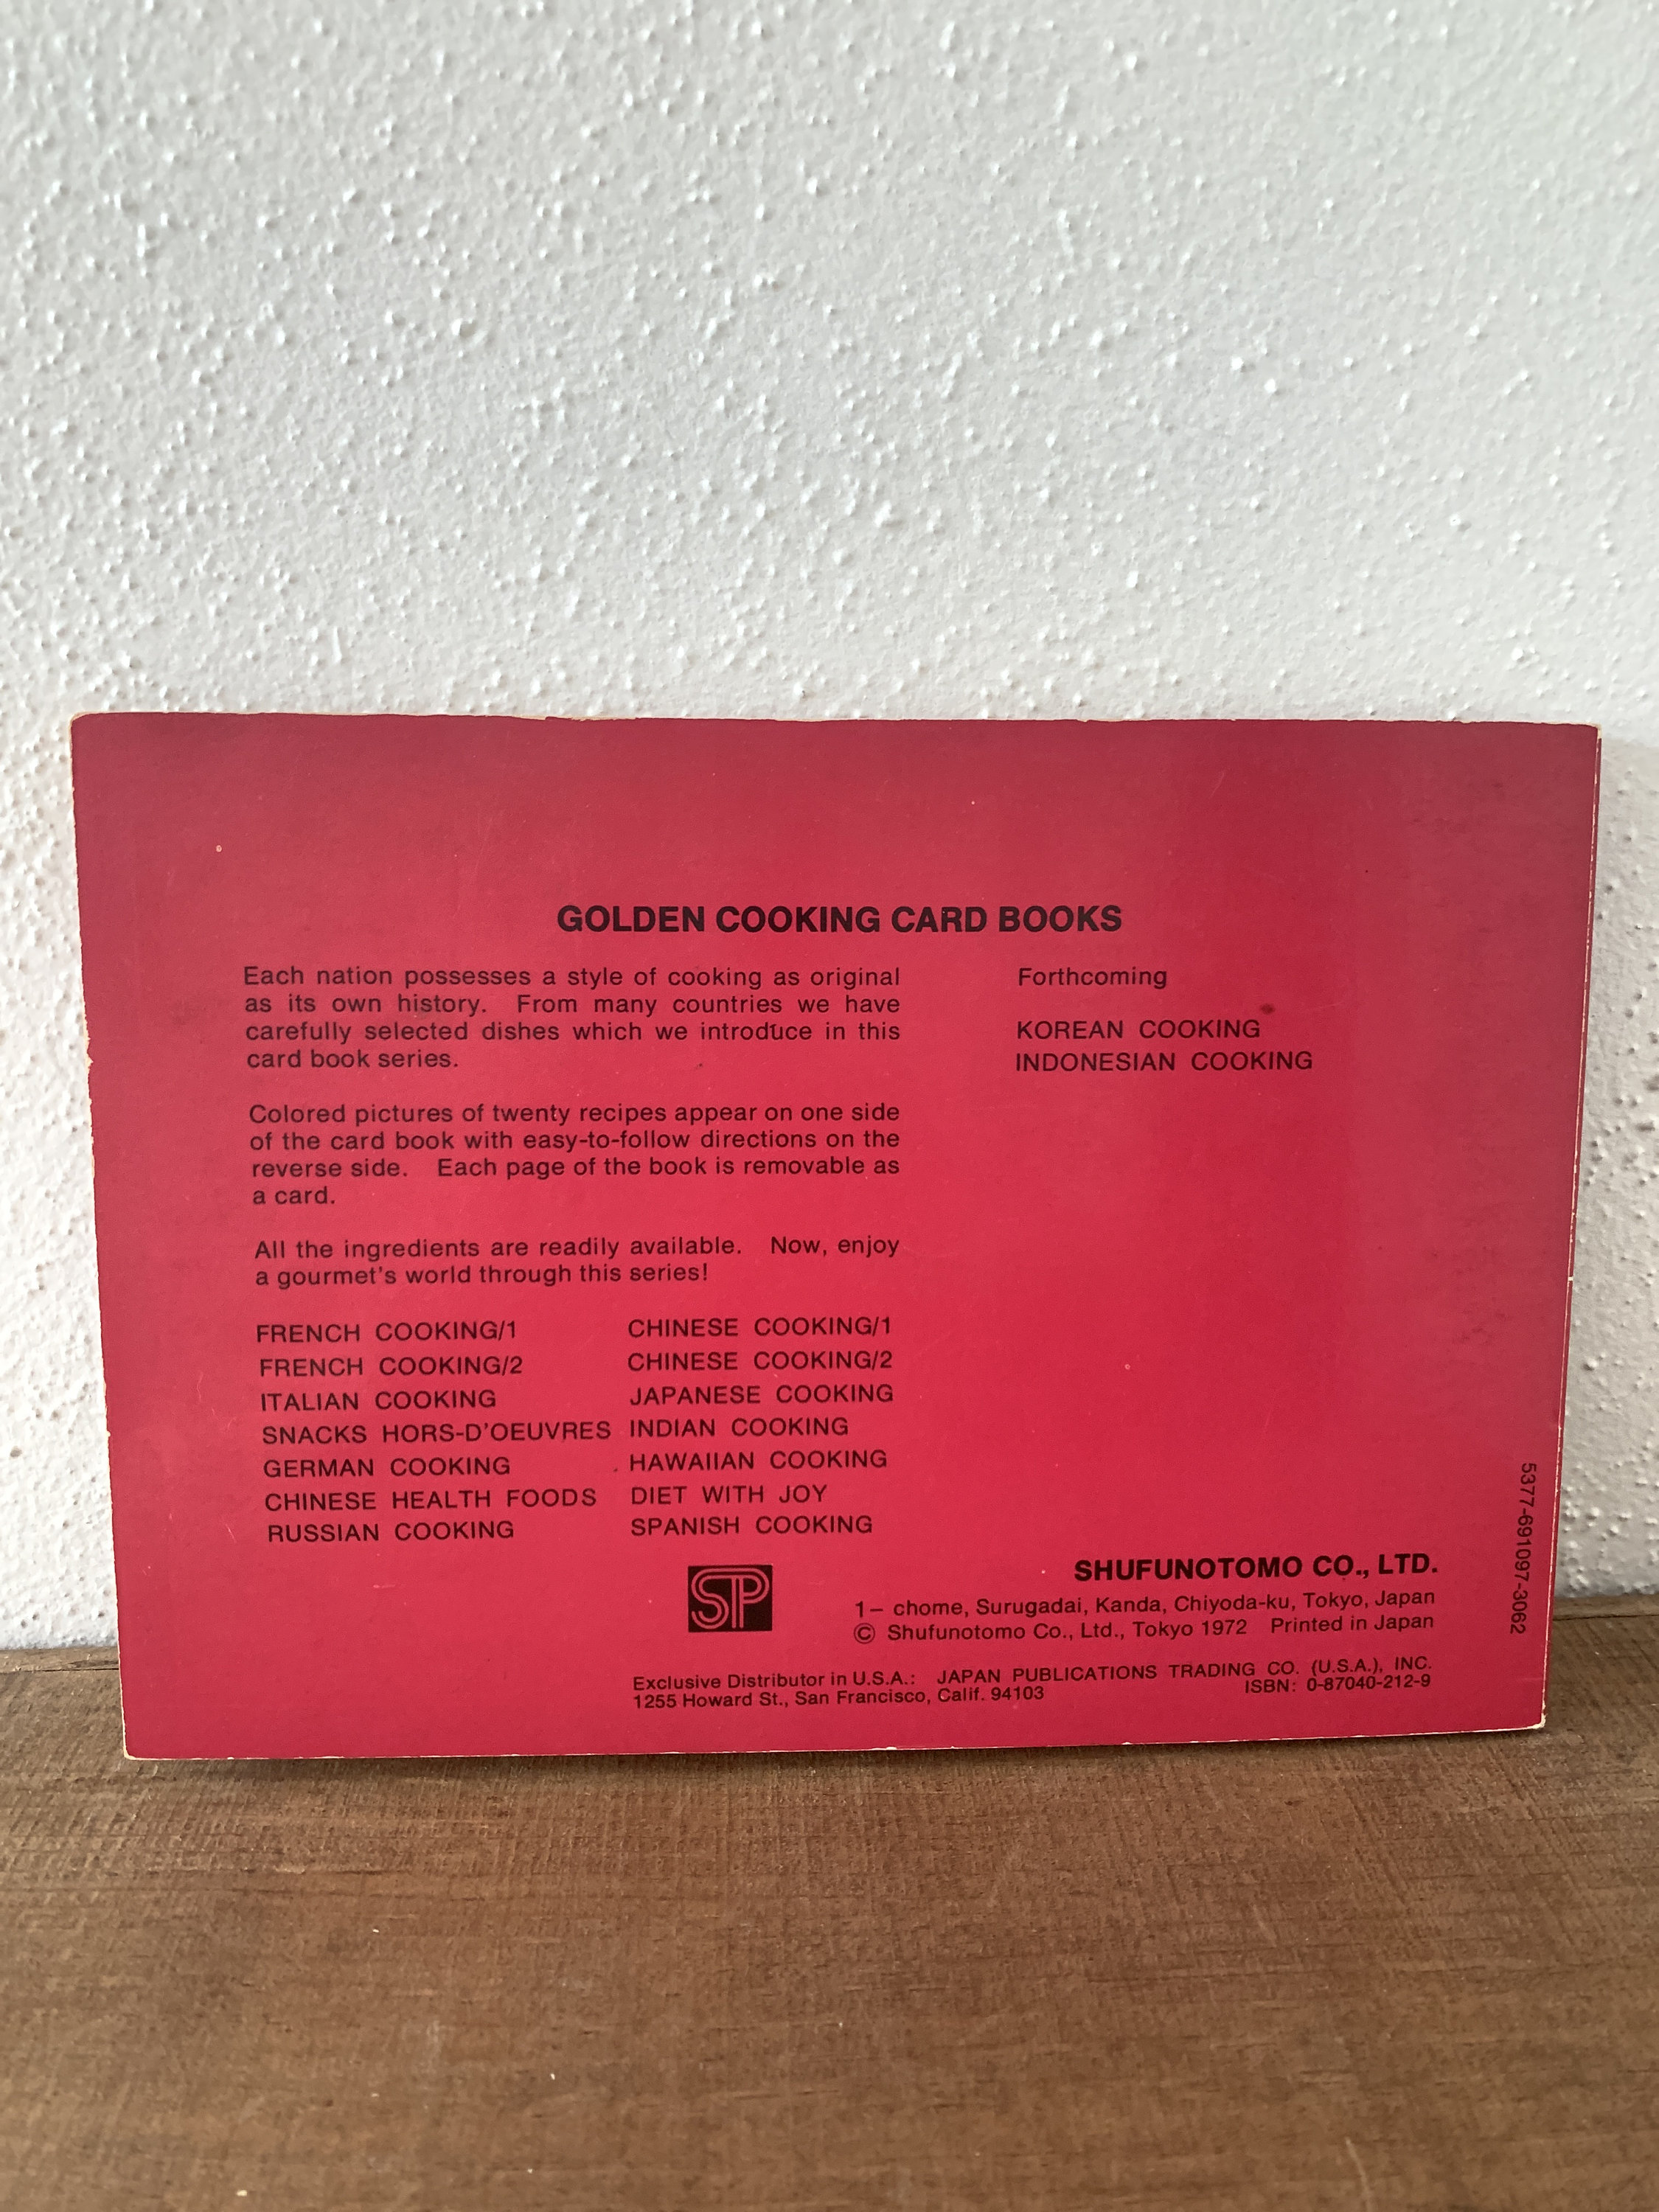 GOLDEN COOKING CARD BOOKS
Each nation possesses a style of cooking as original
as its own history. From many countries we have
carefully selected dishes which we introduce in this
card book series.
Colored pictures of twenty recipes appear on one side
of the card book with easy-to-follow directions on the
reverse side. Each page of the book is removable as
a card.
All the ingredients are readily available. Now, enjoy
a gourmet's world through this series!
FRENCH COOKING/1
FRENCH COOKING/2
ITALIAN COOKING
SNACKS HORS-D'OEUVRES
GERMAN COOKING
CHINESE HEALTH FOODS
RUSSIAN COOKING
CHINESE COOKING/1
CHINESE COOKING/2
JAPANESE COOKING
INDIAN COOKING
HAWAIIAN COOKING
DIET WITH JOY
SPANISH COOKING
Forthcoming
KOREAN COOKING
INDONESIAN COOKING
SP
SHUFUNOTOMO CO., LTD.
1– chome, Surugadai, Kanda, Chiyoda-ku, Tokyo, Japan
© Shufunotomo Co., Ltd., Tokyo 1972 Printed in Japan
Exclusive Distributor in U.S.A.: JAPAN PUBLICATIONS TRADING CO. (U.S.A.), INC.
1255 Howard St., San Francisco, Calif. 94103 ISBN: 0-87040-212-9
5377-691097-3062